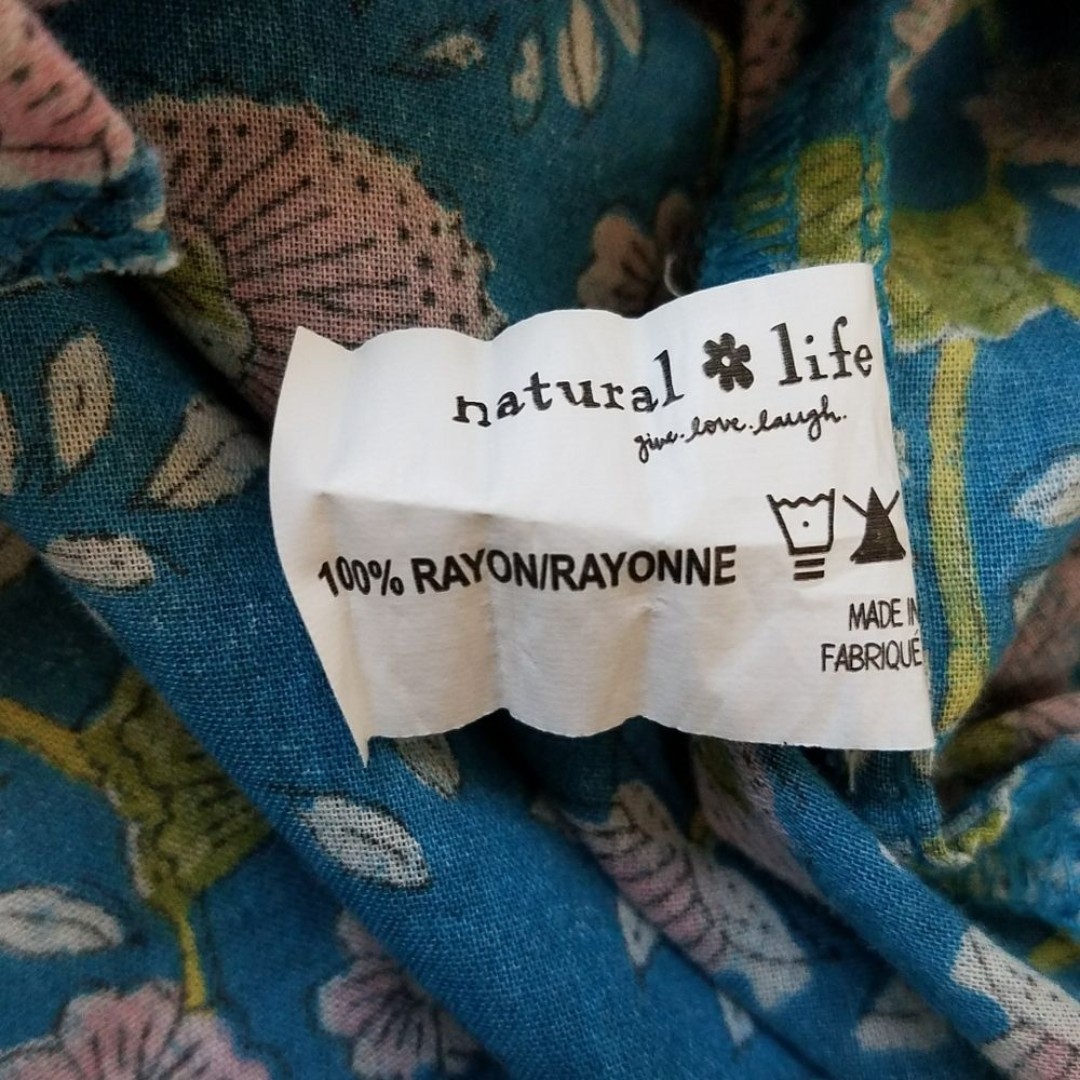 natural life
give. love. laugh.
100% RAYON/RAYONNE
MADE IN
FABRIQUÉ